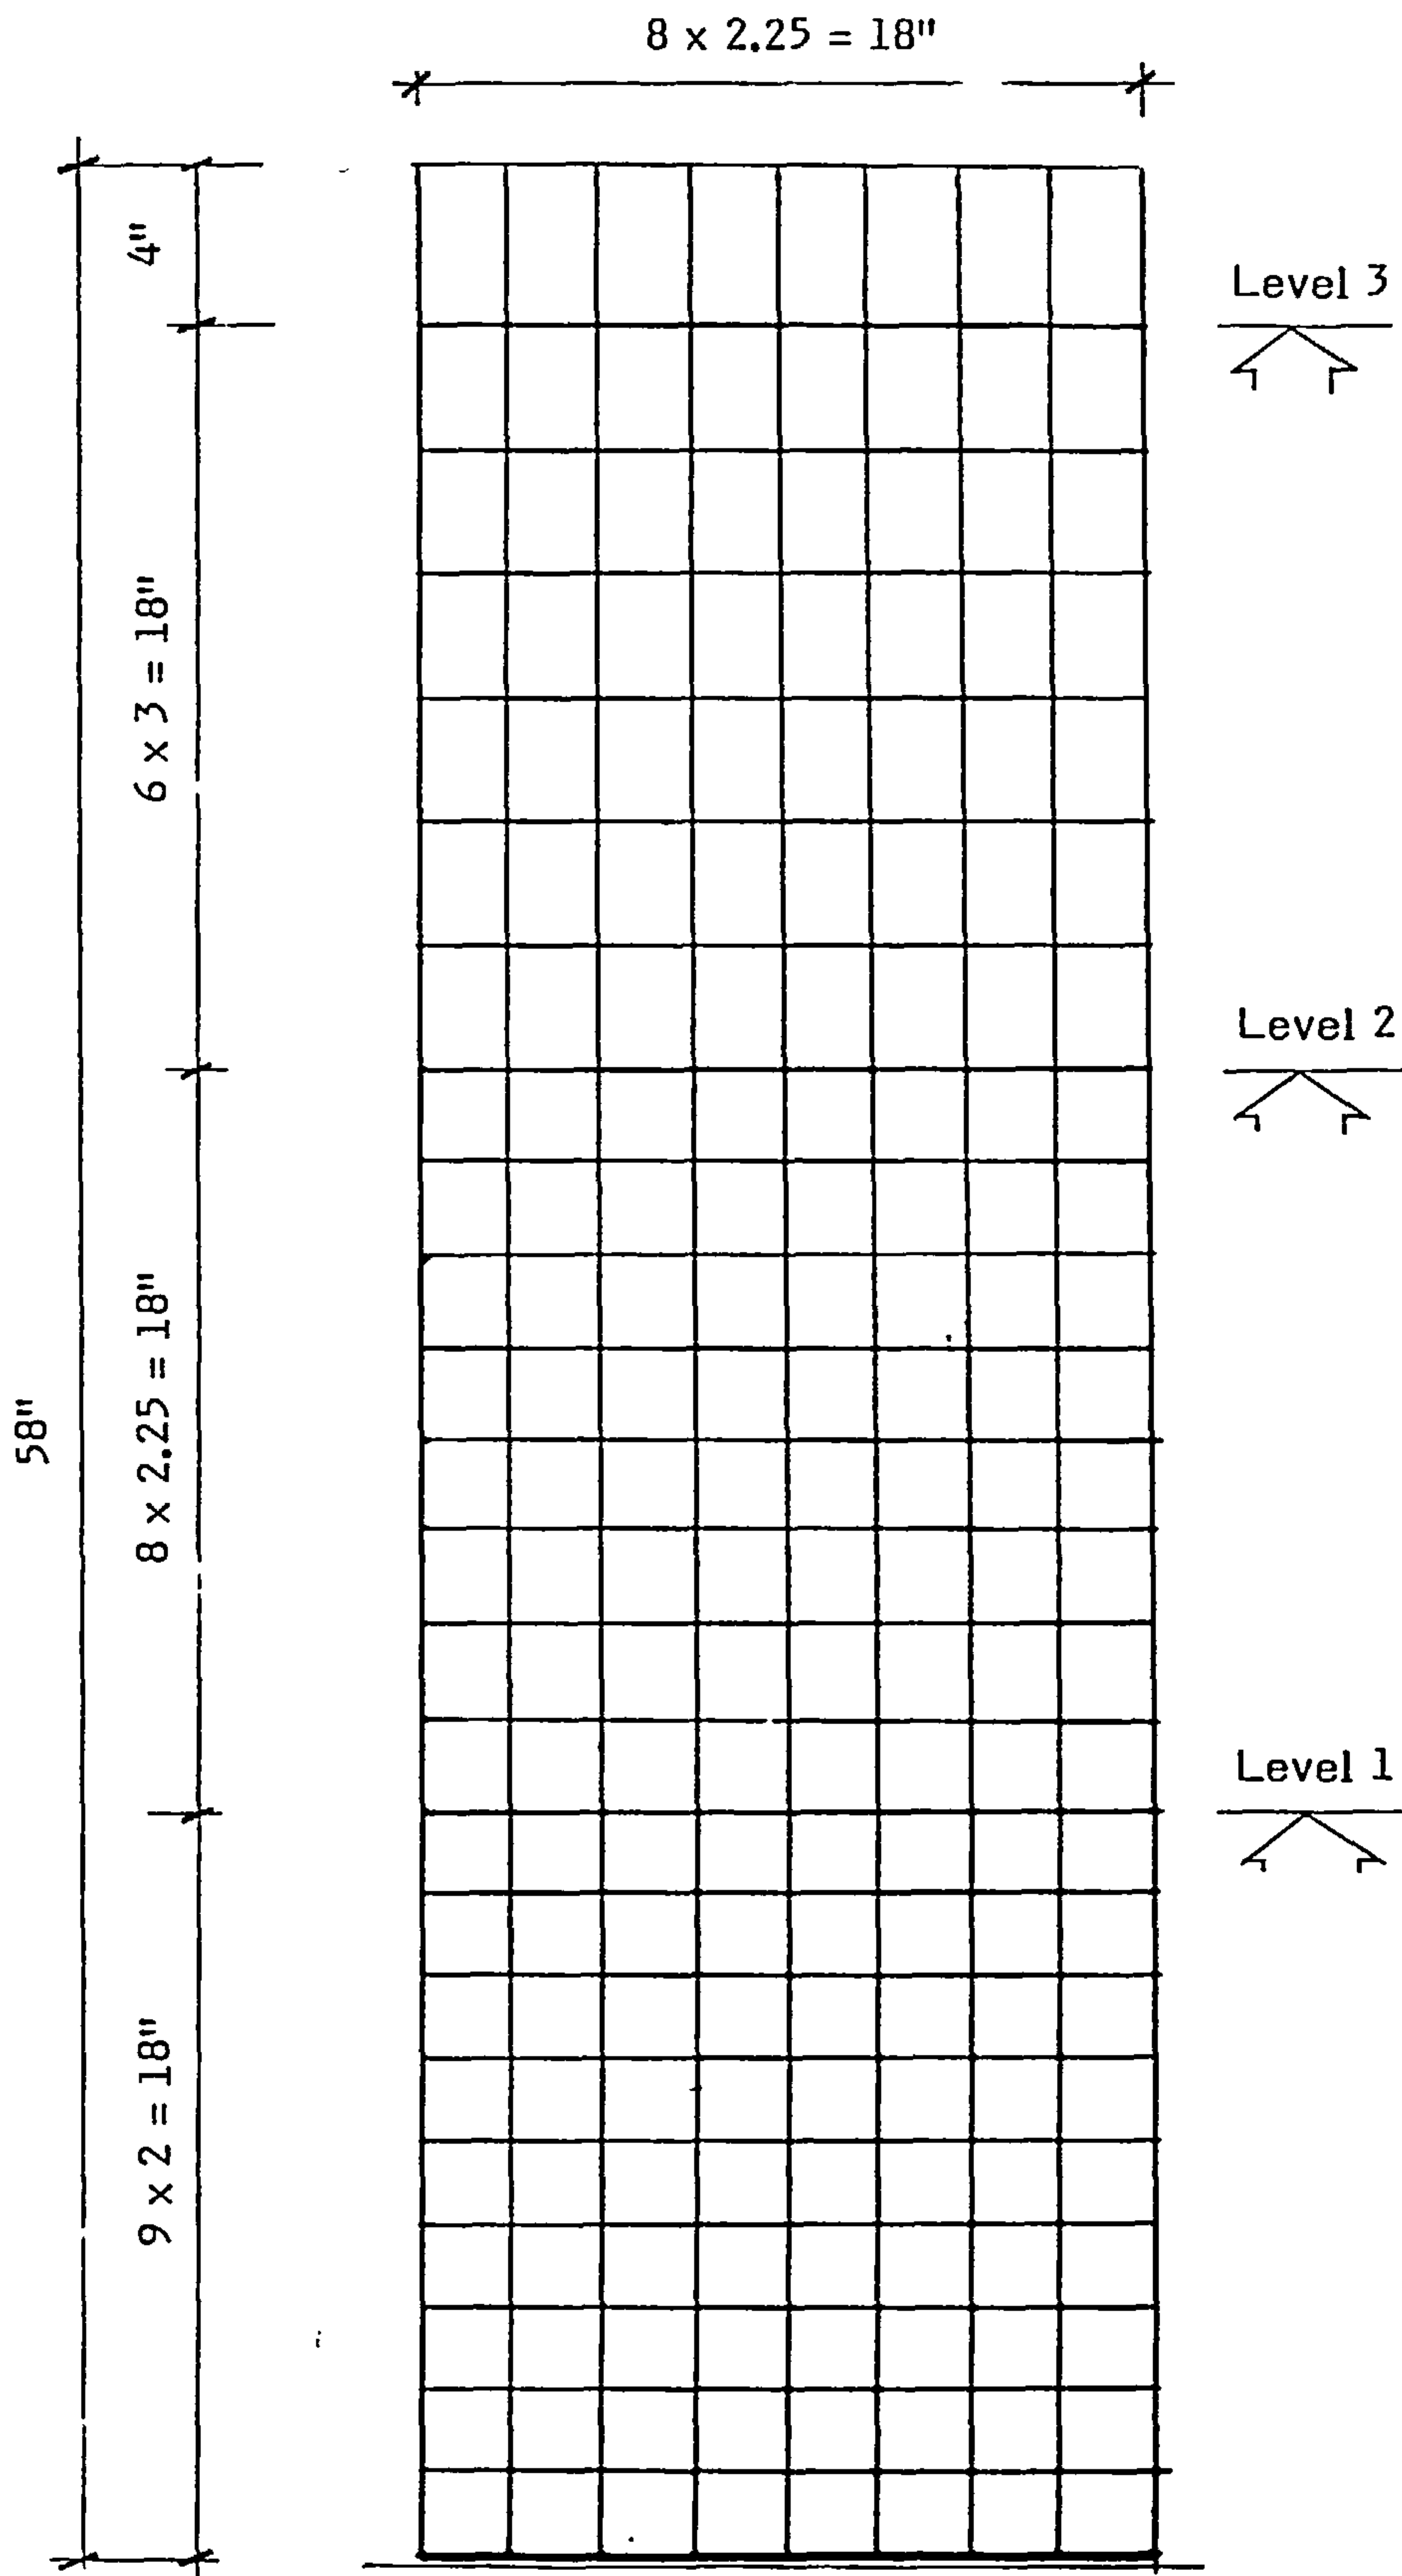 8 x 2.25 = 18"
4"
Level 3
6 x 3 = 18"
Level 2
8 x 2.25 = 18"
58"
Level 1
9 x 2 = 18"